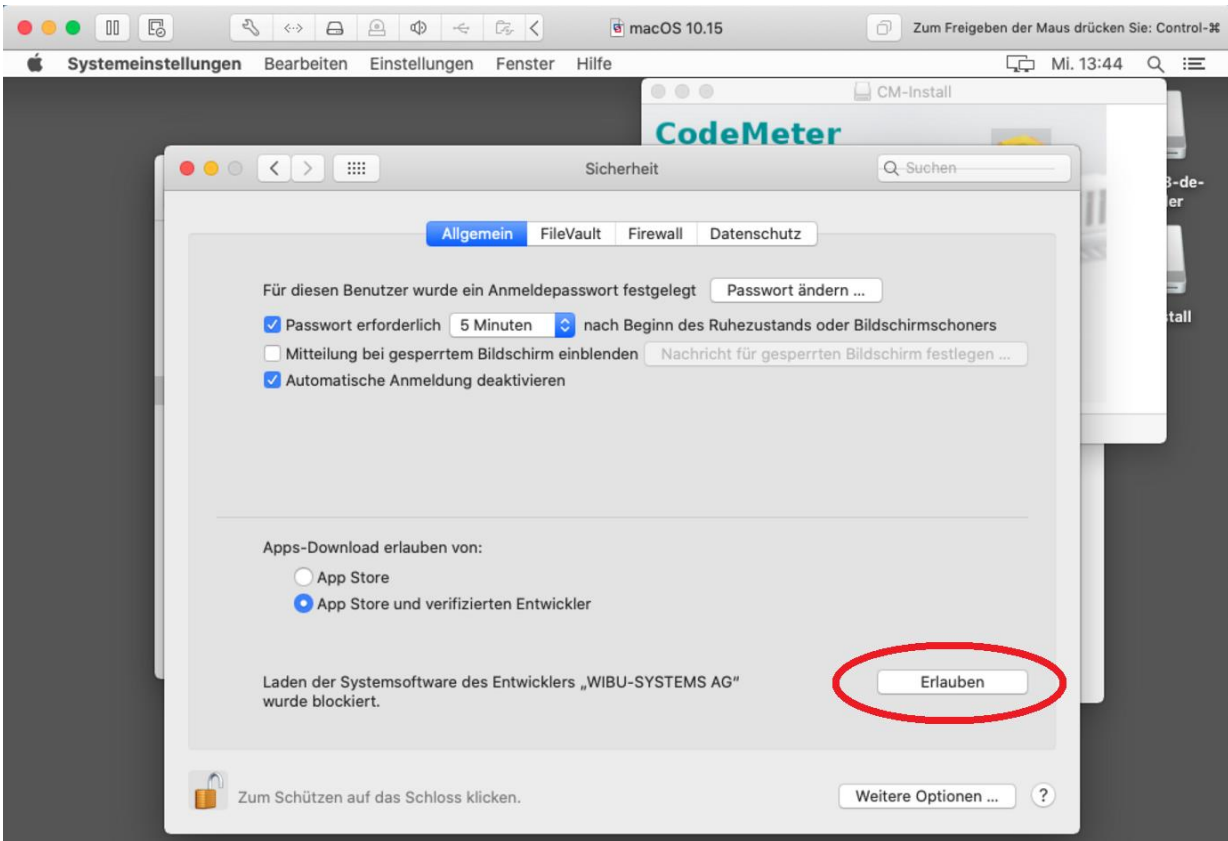 macOS 10.15
Zum Freigeben der Maus drücken Sie: Control-⌘
Systemeinstellungen Bearbeiten Einstellungen Fenster Hilfe Mi. 13:44
CM-Install
CodeMeter
Sicherheit
Suchen
3-de-
er
Allgemein FileVault Firewall Datenschutz
Für diesen Benutzer wurde ein Anmeldepasswort festgelegt Passwort ändern ...
Passwort erforderlich 5 Minuten nach Beginn des Ruhezustands oder Bildschirmschoners
tall
Mitteilung bei gesperrtem Bildschirm einblenden Nachricht für gesperrten Bildschirm festlegen ...
Automatische Anmeldung deaktivieren
Apps-Download erlauben von:
App Store
App Store und verifizierten Entwickler
Laden der Systemsoftware des Entwicklers „WIBU-SYSTEMS AG“
wurde blockiert.
Erlauben
Zum Schützen auf das Schloss klicken.
Weitere Optionen ... ?